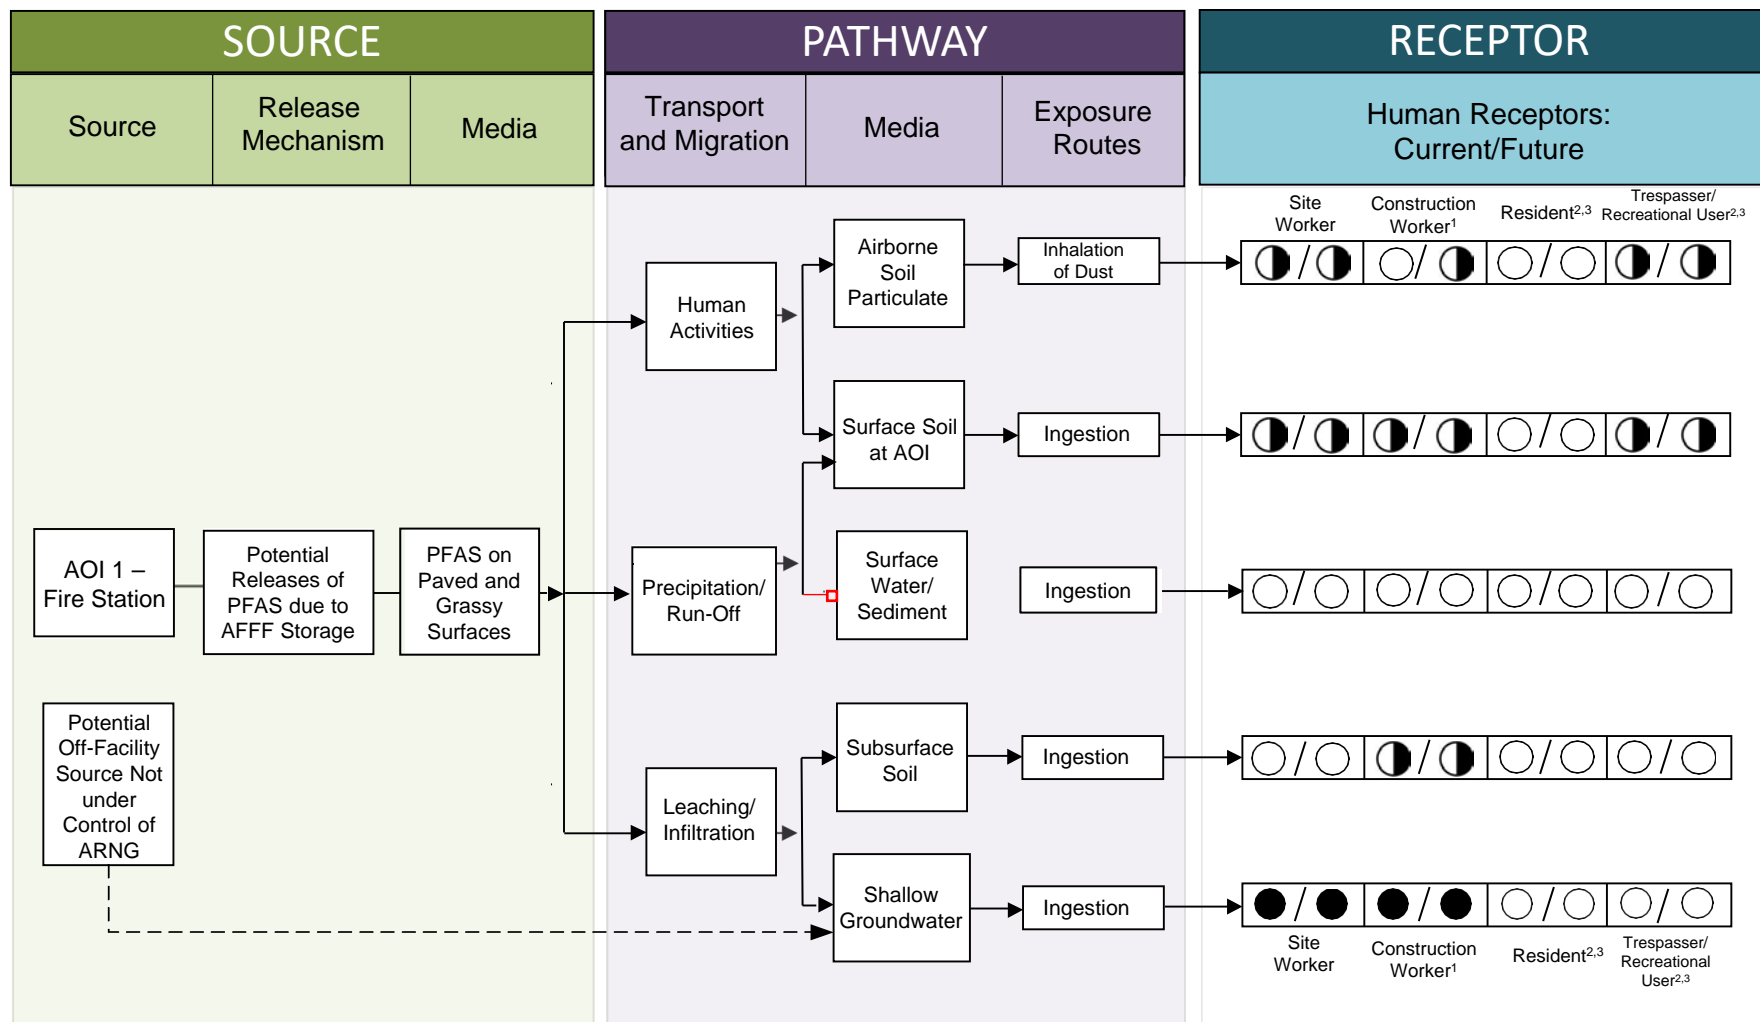 SOURCE
PATHWAY
RECEPTOR
Source
Release
Mechanism
Media
Transport
and Migration
Media
Exposure
Routes
Human Receptors:
Current/Future
Site
Worker
Construction
Worker1
Resident2,3
Trespasser/
Recreational User2,3
Airborne
Soil
Particulate
Inhalation
of Dust
/ / / /
Human
Activities
Surface Soil
at AOI
Ingestion
/ / / /
AOI 1 –
Fire Station
Potential
Releases of
PFAS due to
AFFF Storage
PFAS on
Paved and
Grassy
Surfaces
Precipitation/
Run-Off
Surface
Water/
Sediment
Ingestion
/ / / /
Potential
Off-Facility
Source Not
under
Control of
ARNG
Leaching/
Infiltration
Subsurface
Soil
Ingestion
/ / / /
Shallow
Groundwater
Ingestion
/ / / /
Site
Worker
Construction
Worker1
Resident2,3
Trespasser/
Recreational
User2,3